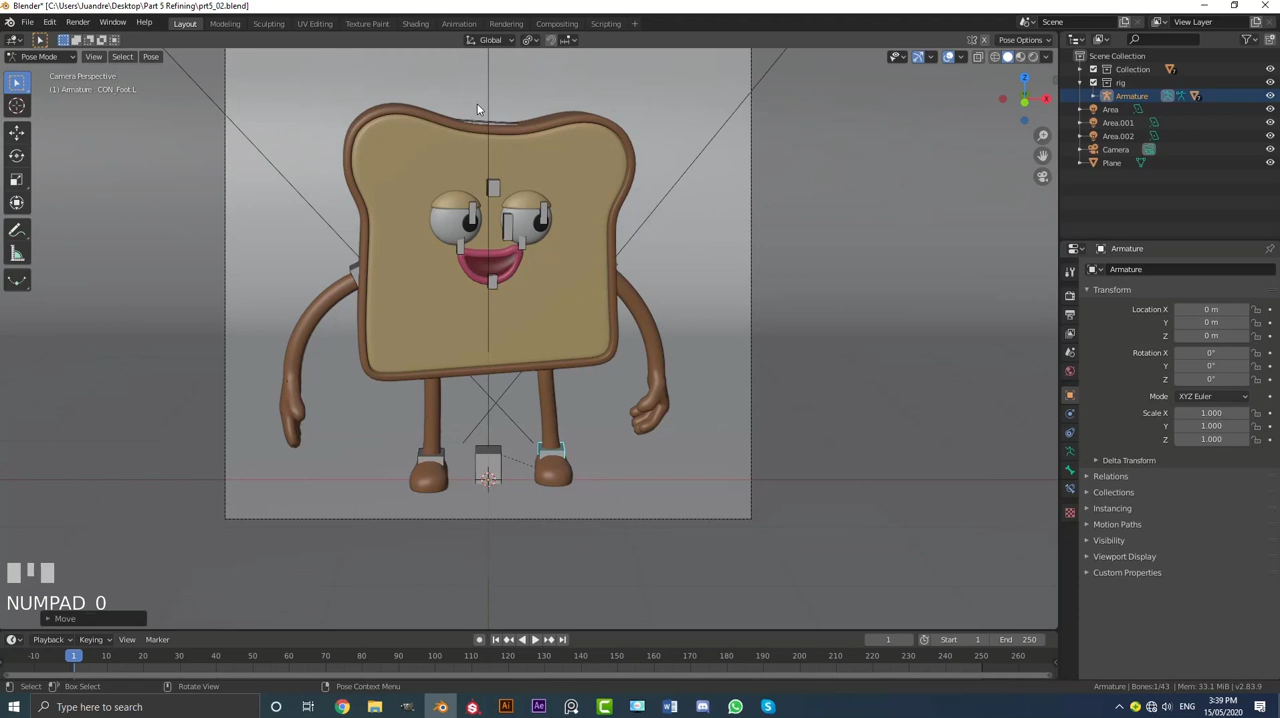 Blender* [C:\Users\Juandre\Desktop\Part 5 Refining\prt5_02.blend]
File Edit Render Window Help Layout Modeling Sculpting UV Editing Texture Paint Shading Animation Rendering Compositing Scripting + Scene View Layer
Global Pose Options
Pose Mode View Select Pose
Camera Perspective
(1) Armature : CON_Foot.L
Z
X
Scene Collection
Collection
rig
Armature
Area
Area.001
Area.002
Camera
Plane
Armature
Armature
Transform
Location X 0 m
Y 0 m
Z 0 m
Rotation X 0°
Y 0°
Z 0°
Mode XYZ Euler
Scale X 1.000
Y 1.000
Z 1.000
Delta Transform
Relations
Collections
Instancing
Motion Paths
Visibility
Viewport Display
Custom Properties
NUMPAD_0
Move
Playback Keying View Marker 1 Start 1 End 250
-10 1 10 20 30 40 50 60 70 80 90 100 110 120 130 140 150 160 170 180 190 200 210 220 230 240 250 260
Select Box Select Rotate View Pose Context Menu Armature | Bones:1/43 | Mem: 33.1 MiB | v2.83.9
Type here to search ENG 3:39 PM 15/05/2020